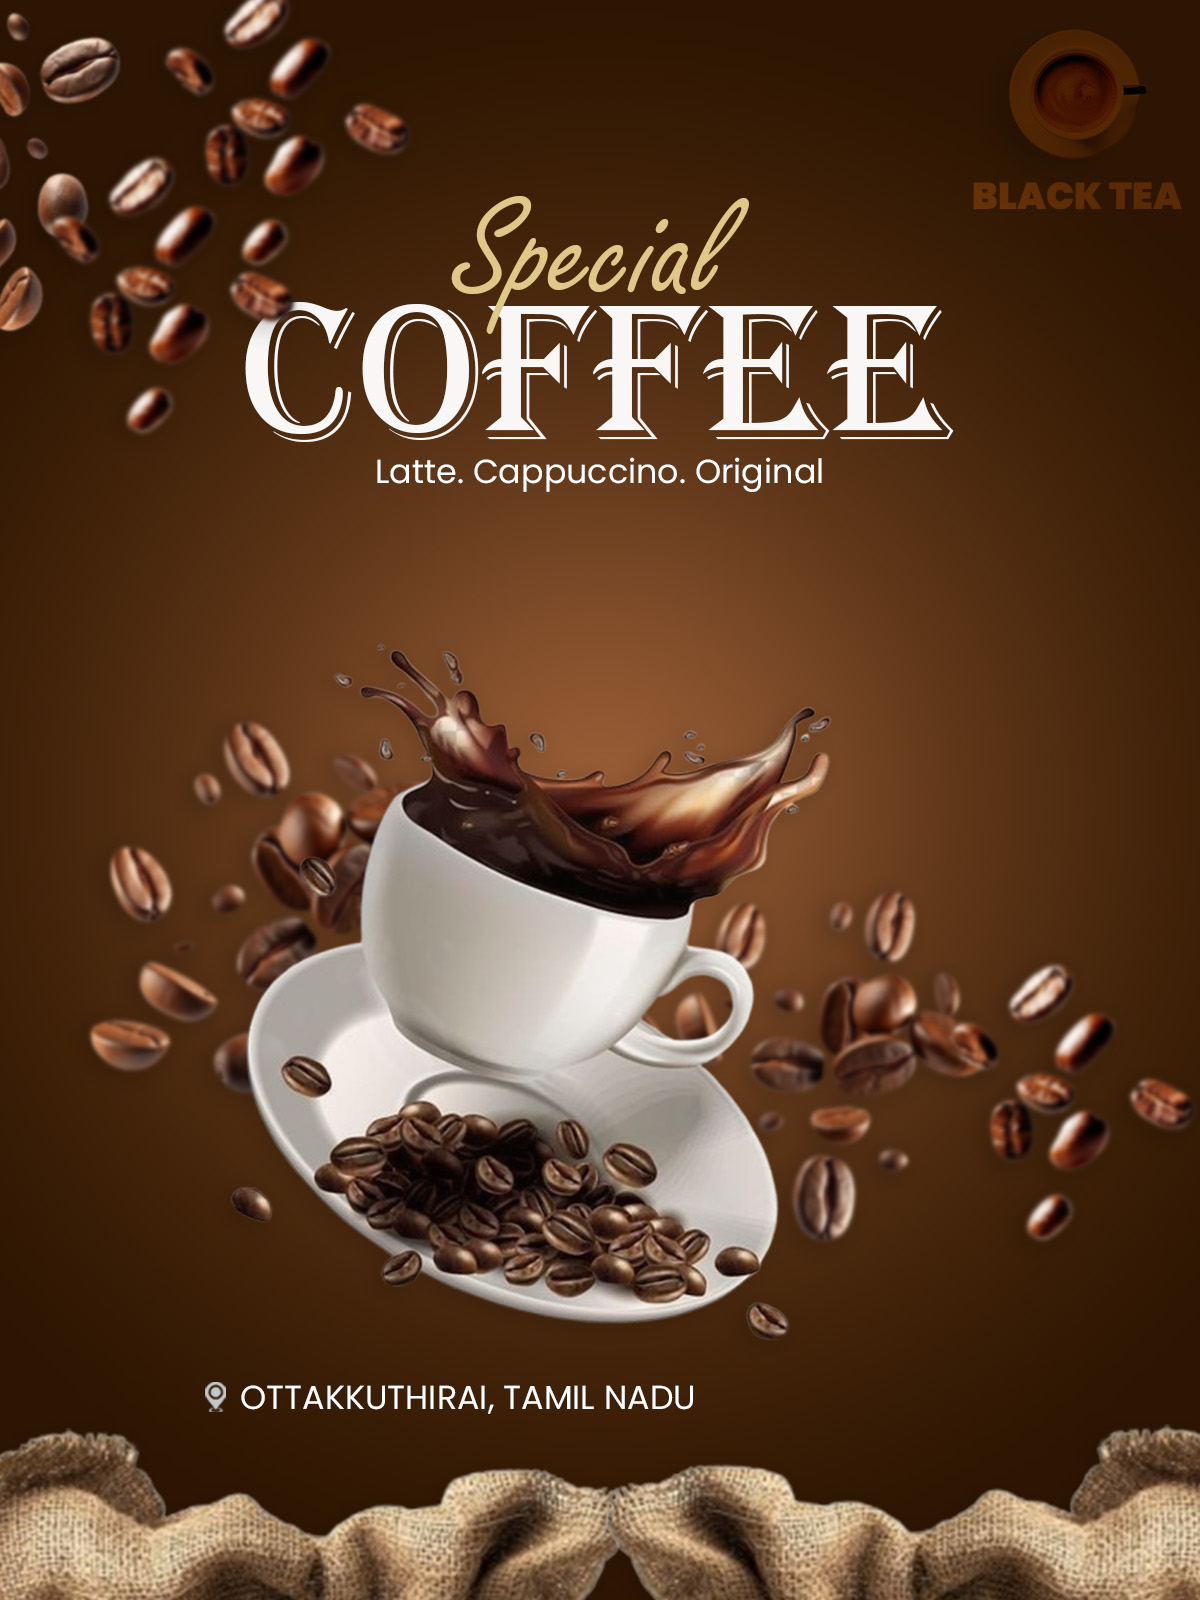 BLACK TEA
Special
COFFEE
Latte. Cappuccino. Original
OTTAKKUTHIRAI, TAMIL NADU